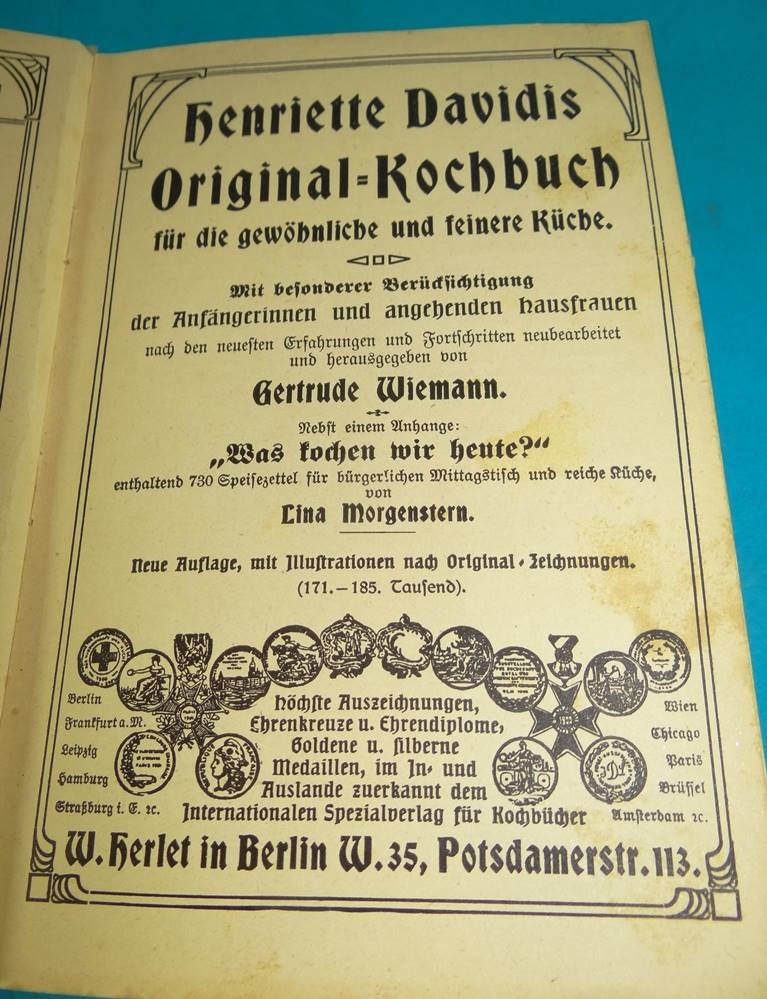 Henriette Davidis
Original-Kochbuch
für die gewöhnliche und feinere Küche.
Mit besonderer Berücksichtigung
der Anfängerinnen und angehenden Hausfrauen
nach den neuesten Erfahrungen und Fortschritten neubearbeitet
und herausgegeben von
Gertrude Wiemann.
Nebst einem Anhange:
„Was kochen wir heute?“
enthaltend 730 Speisezettel für bürgerlichen Mittagstisch und reiche Küche,
von
Lina Morgenstern.
Neue Auflage, mit Illustrationen nach Original-Zeichnungen.
(171.–185. Tausend).
Berlin
Frankfurt a. M.
Leipzig
Hamburg
Straßburg i. E. ꝛc.
Höchste Auszeichnungen,
Ehrenkreuze u. Ehrendiplome,
Goldene u. silberne
Medaillen, im In- und
Auslande zuerkannt dem
Internationalen Spezialverlag für Kochbücher
Wien
Chicago
Paris
Brüssel
Amsterdam ꝛc.
W. Herlet in Berlin W. 35, Potsdamerstr. 113.